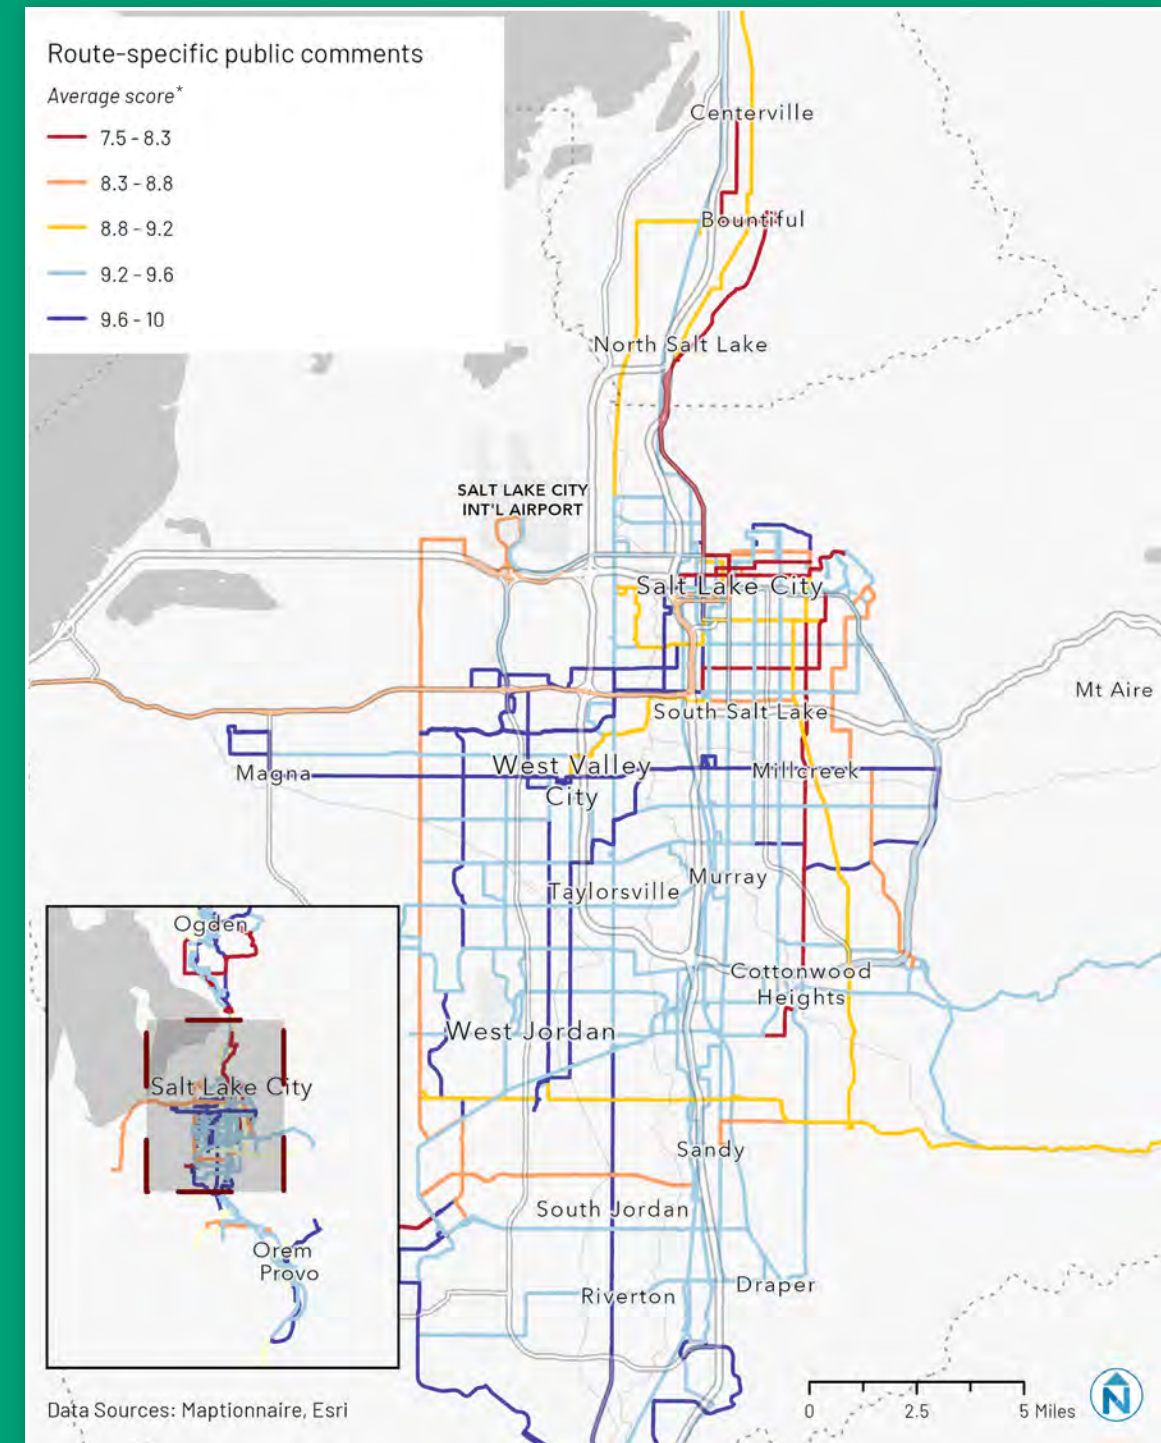 Route-specific public comments
Average score*
7.5 - 8.3
8.3 - 8.8
8.8 - 9.2
9.2 - 9.6
9.6 - 10
Centerville
Bountiful
North Salt Lake
SALT LAKE CITY
INT'L AIRPORT
Salt Lake City
Mt Aire
South Salt Lake
West Valley
City
Magna
Millcreek
Murray
Taylorsville
Cottonwood
Heights
West Jordan
Sandy
South Jordan
Draper
Riverton
Ogden
Salt Lake City
Orem
Provo
0 2.5 5 Miles
N
Data Sources: Maptionnaire, Esri